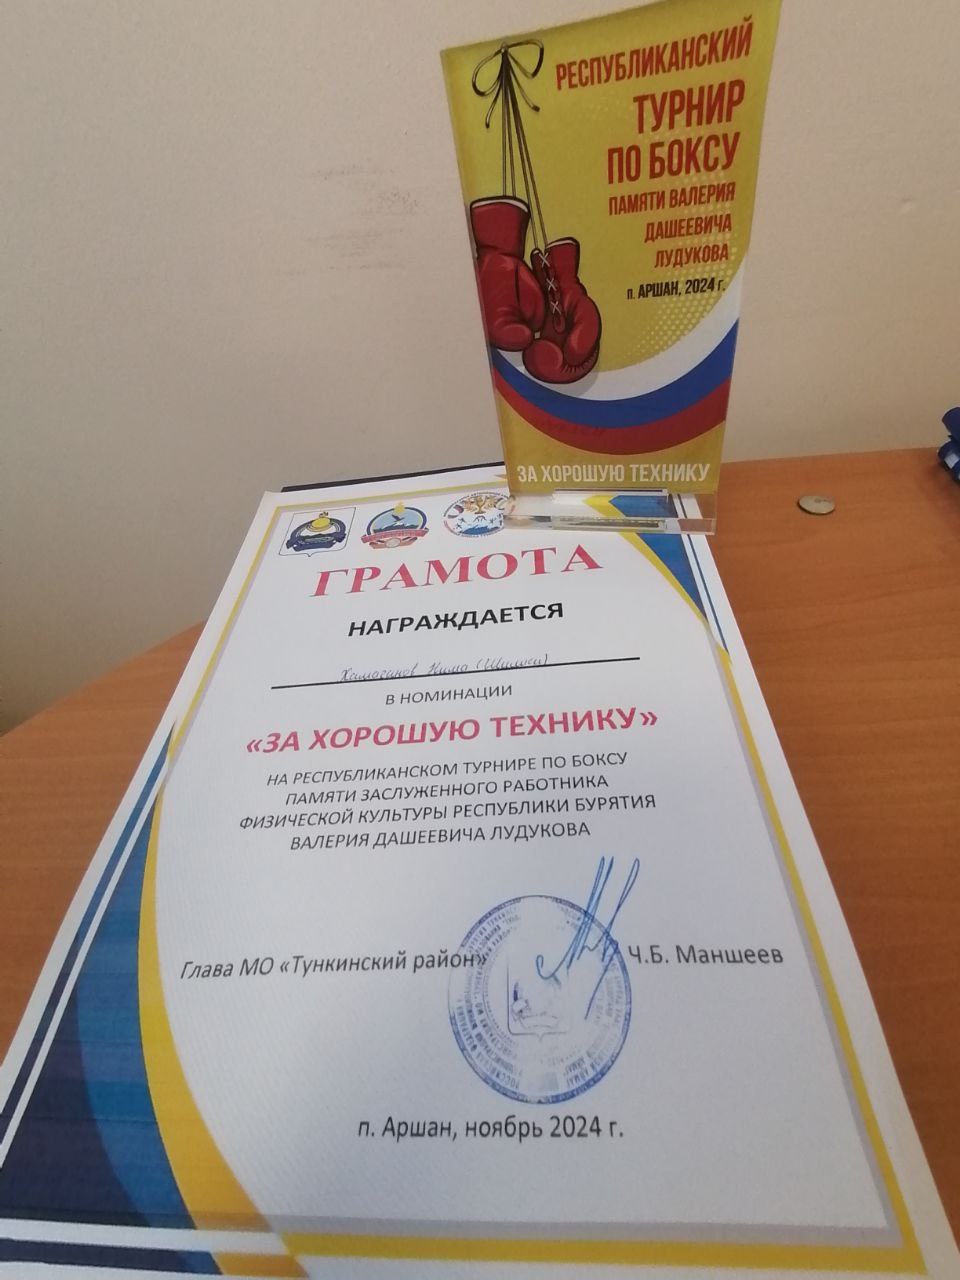 РЕСПУБЛИКАНСКИЙ
ТУРНИР
ПО БОКСУ
ПАМЯТИ ВАЛЕРИЯ
ДАШЕЕВИЧА
ЛУДУКОВА
п. АРШАН, 2024 г.
ЗА ХОРОШУЮ ТЕХНИКУ
ГРАМОТА
НАГРАЖДАЕТСЯ
Хамаганов Нима
В НОМИНАЦИИ
«ЗА ХОРОШУЮ ТЕХНИКУ»
НА РЕСПУБЛИКАНСКОМ ТУРНИРЕ ПО БОКСУ
ПАМЯТИ ЗАСЛУЖЕННОГО РАБОТНИКА
ФИЗИЧЕСКОЙ КУЛЬТУРЫ РЕСПУБЛИКИ БУРЯТИЯ
ВАЛЕРИЯ ДАШЕЕВИЧА ЛУДУКОВА
Глава МО «Тункинский район» Ч.Б. Маншеев
п. Аршан, ноябрь 2024 г.